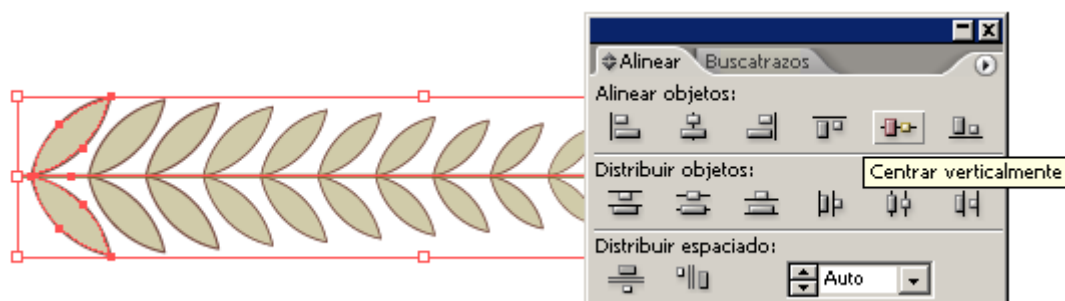 Alinear Buscatrazos
Alinear objetos:
Centrar verticalmente
Distribuir objetos:
Distribuir espaciado:
Auto